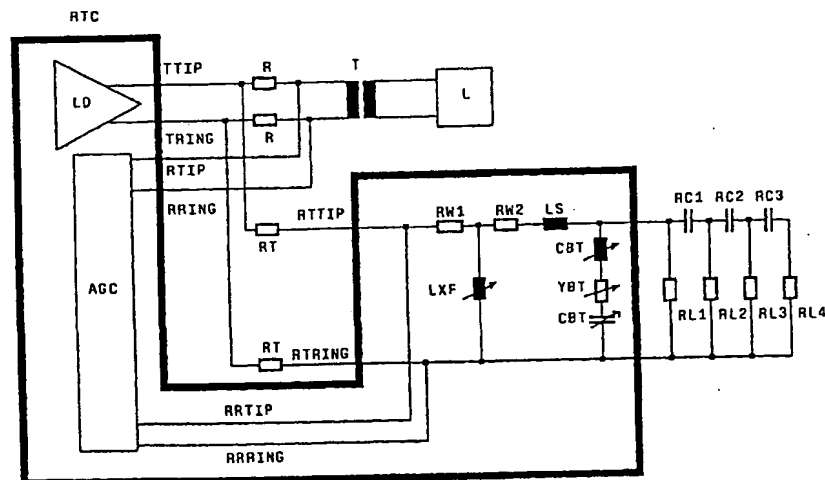 RTC
TTIP
R
T
LD
L
TRING
R
RTIP
RRING
RTTIP
RW1
RW2
LS
RC1
RC2
RC3
RT
CBT
AGC
LXF
YBT
CBT
RL1
RL2
RL3
RL4
RT
RTRING
RRTIP
RRRING